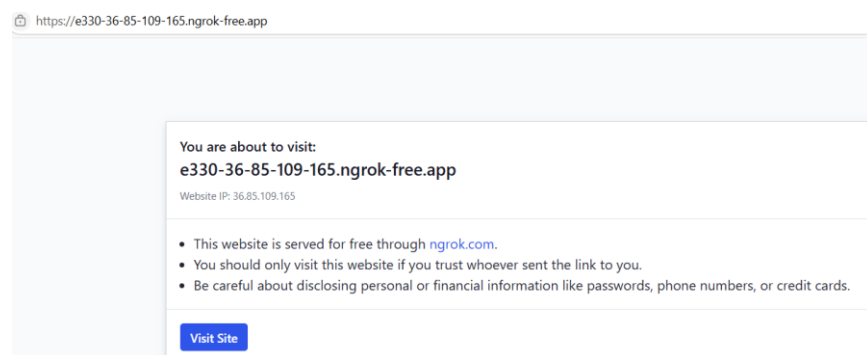 https://e330-36-85-109-165.ngrok-free.app
You are about to visit:
e330-36-85-109-165.ngrok-free.app
Website IP: 36.85.109.165
• This website is served for free through ngrok.com.
• You should only visit this website if you trust whoever sent the link to you.
• Be careful about disclosing personal or financial information like passwords, phone numbers, or credit cards.
Visit Site